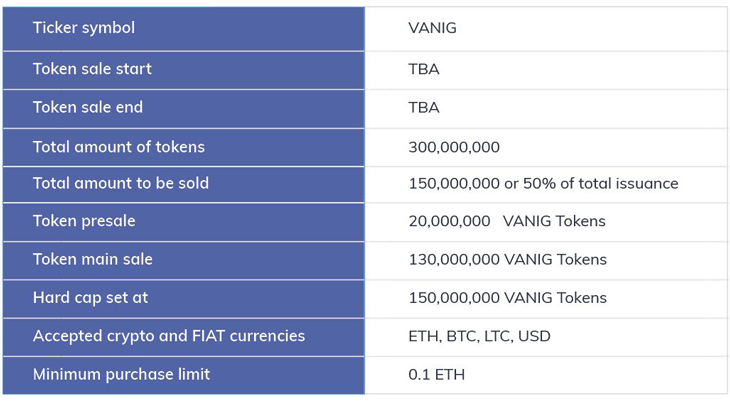 Ticker symbol VANIG
Token sale start TBA
Token sale end TBA
Total amount of tokens 300,000,000
Total amount to be sold 150,000,000 or 50% of total issuance
Token presale 20,000,000 VANIG Tokens
Token main sale 130,000,000 VANIG Tokens
Hard cap set at 150,000,000 VANIG Tokens
Accepted crypto and FIAT currencies ETH, BTC, LTC, USD
Minimum purchase limit 0.1 ETH